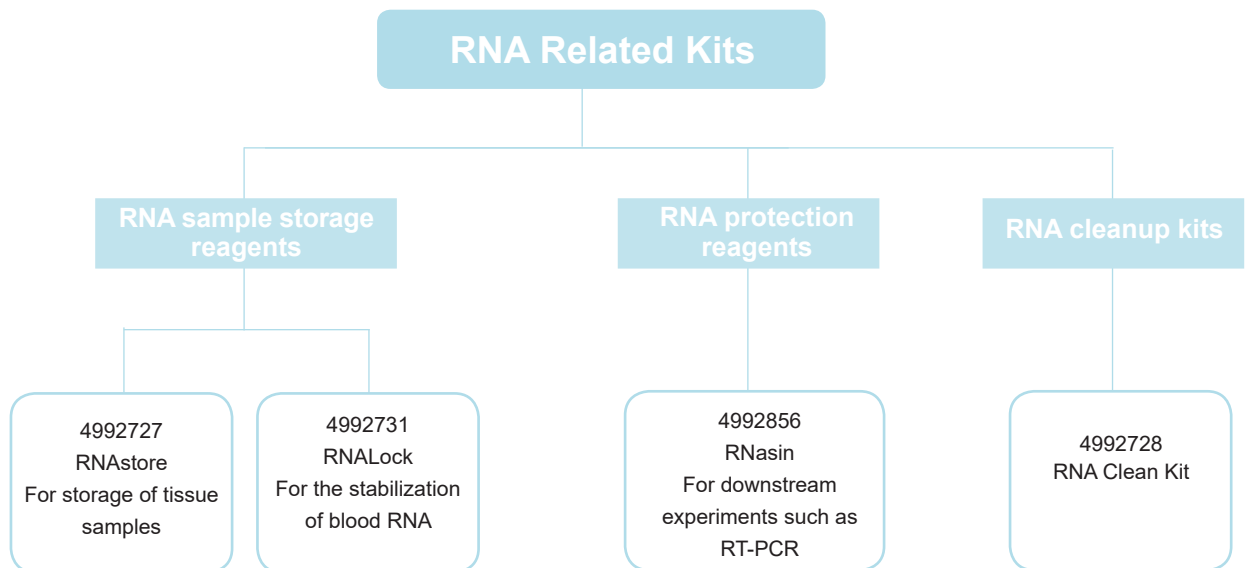 RNA Related Kits
RNA sample storage
reagents
RNA protection
reagents
RNA cleanup kits
4992727
RNAstore
For storage of tissue
samples
4992731
RNALock
For the stabilization
of blood RNA
4992856
RNasin
For downstream
experiments such as
RT-PCR
4992728
RNA Clean Kit